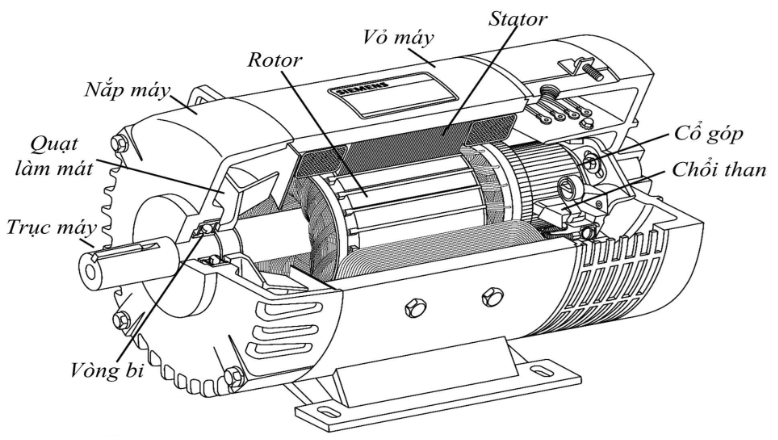 Stator
Vỏ máy
Rotor
Nắp máy
SIEMENS
Quạt
làm mát
Cổ góp
Chổi than
Trục máy
Vòng bi